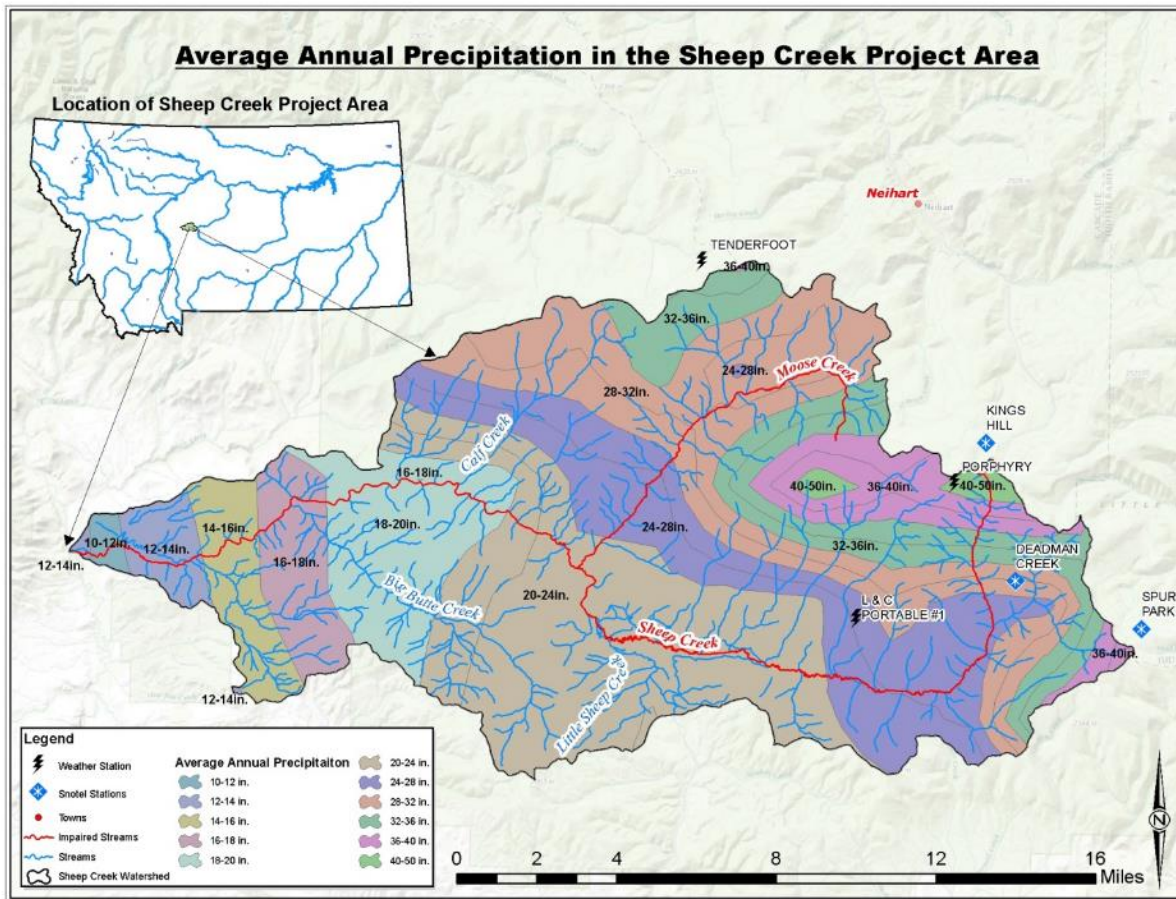 Average Annual Precipitation in the Sheep Creek Project Area
Location of Sheep Creek Project Area
Neihart
Neihart
TENDERFOOT
36-40in.
32-36in.
24-28in.
Moose Creek
28-32in.
KINGS
HILL
Calf Creek
PORPHYRY
16-18in.
40-50in.
36-40in.
40-50in.
18-20in.
14-16in.
24-28in.
10-12in.
12-14in.
32-36in.
DEADMAN
CREEK
12-14in.
16-18in.
Big Butte Creek
20-24in.
L & C
PORTABLE #1
SPUR
PARK
Sheep Creek
36-40in.
Little Sheep Cre
ek
12-14in.
Legend
Weather Station
Snotel Stations
Towns
Impaired Streams
Streams
Sheep Creek Watershed
Average Annual Precipitaiton
10-12 in.
12-14 in.
14-16 in.
16-18 in.
18-20 in.
20-24 in.
24-28 in.
28-32 in.
32-36 in.
36-40 in.
40-50 in.
0 2 4 8 12 16
Miles
N